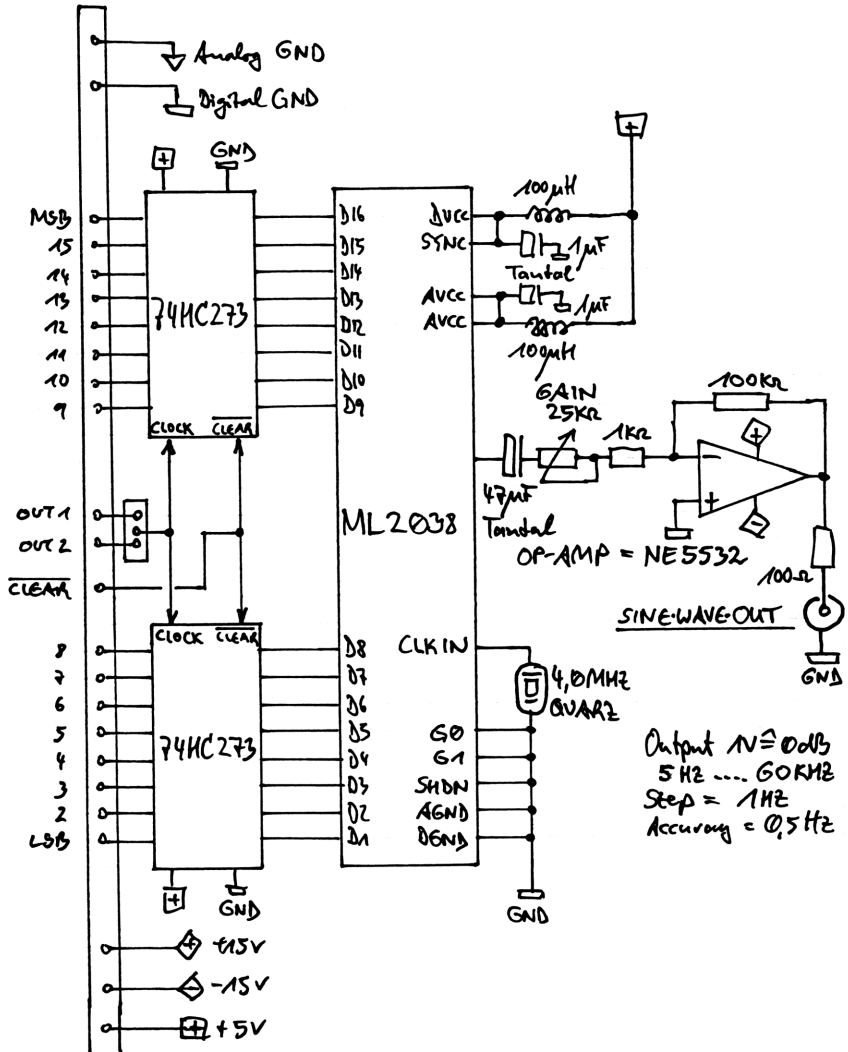 Analog GND
Digital GND
+
GND
+
MSB
15
14
13
12
11
10
9
74HC273
CLOCK
CLEAR
D16
D15
D14
D13
D12
D11
D10
D9
DVCC
SYNC
AVCC
AVCC
100µH
1µF
Tantal
1µF
100µH
GAIN
25KΩ
1KΩ
100KΩ
47µF
Tantal
-
+
+
-
OP-AMP = NE5532
100Ω
SINE-WAVE-OUT
GND
ML2038
OUT 1
OUT 2
CLEAR
CLOCK
CLEAR
8
7
6
5
4
3
2
LSB
74HC273
D8
D7
D6
D5
D4
D3
D2
D1
CLKIN
G0
G1
SHDN
AGND
DGND
4,0MHZ
QUARZ
GND
Output 1V≙0dB
5HZ .... 60KHZ
Step = 1HZ
Accuracy = 0,5HZ
+
GND
+ +15V
- -15V
+ +5V